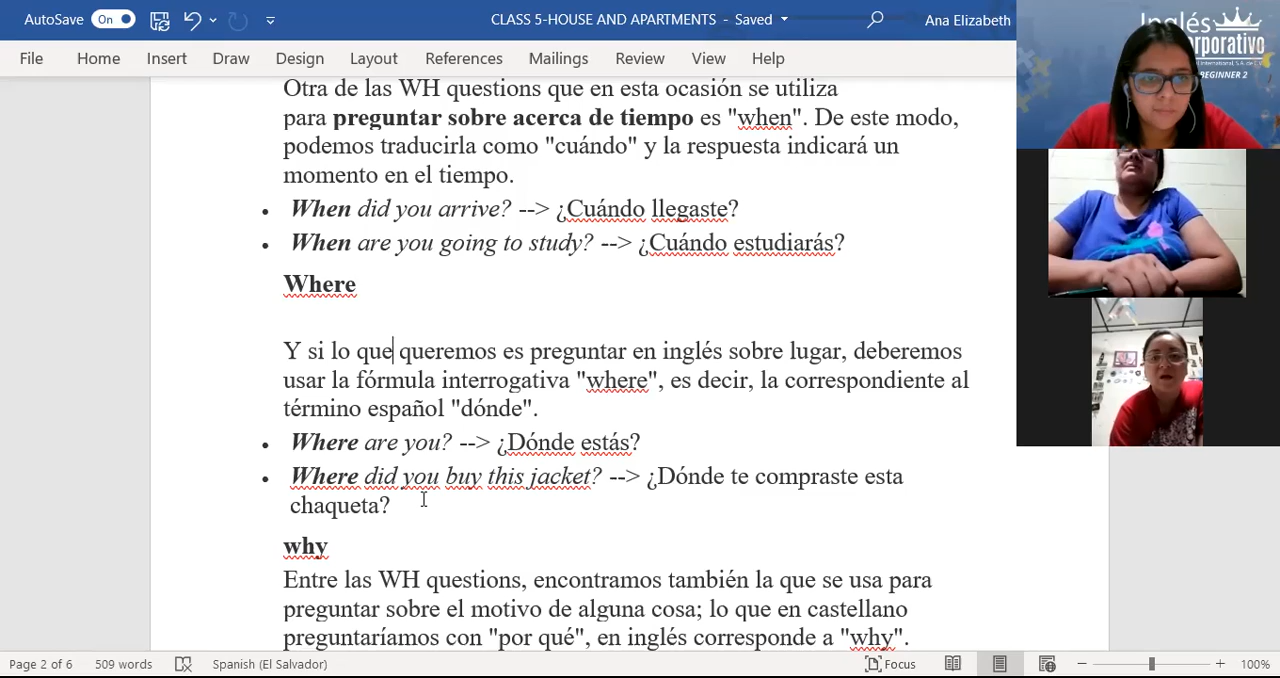 AutoSave On CLASS 5-HOUSE AND APARTMENTS - Saved Ana Elizabeth
File Home Insert Draw Design Layout References Mailings Review View Help
Inglés
orporativo
BEGINNER 2
Otra de las WH questions que en esta ocasión se utiliza
para preguntar sobre acerca de tiempo es "when". De este modo,
podemos traducirla como "cuándo" y la respuesta indicará un
momento en el tiempo.
• When did you arrive? --> ¿Cuándo llegaste?
• When are you going to study? --> ¿Cuándo estudiarás?
Where
Y si lo que queremos es preguntar en inglés sobre lugar, deberemos
usar la fórmula interrogativa "where", es decir, la correspondiente al
término español "dónde".
• Where are you? --> ¿Dónde estás?
• Where did you buy this jacket? --> ¿Dónde te compraste esta
chaqueta?
why
Entre las WH questions, encontramos también la que se usa para
preguntar sobre el motivo de alguna cosa; lo que en castellano
preguntaríamos con "por qué", en inglés corresponde a "why".
Page 2 of 6 509 words Spanish (El Salvador) Focus 100%